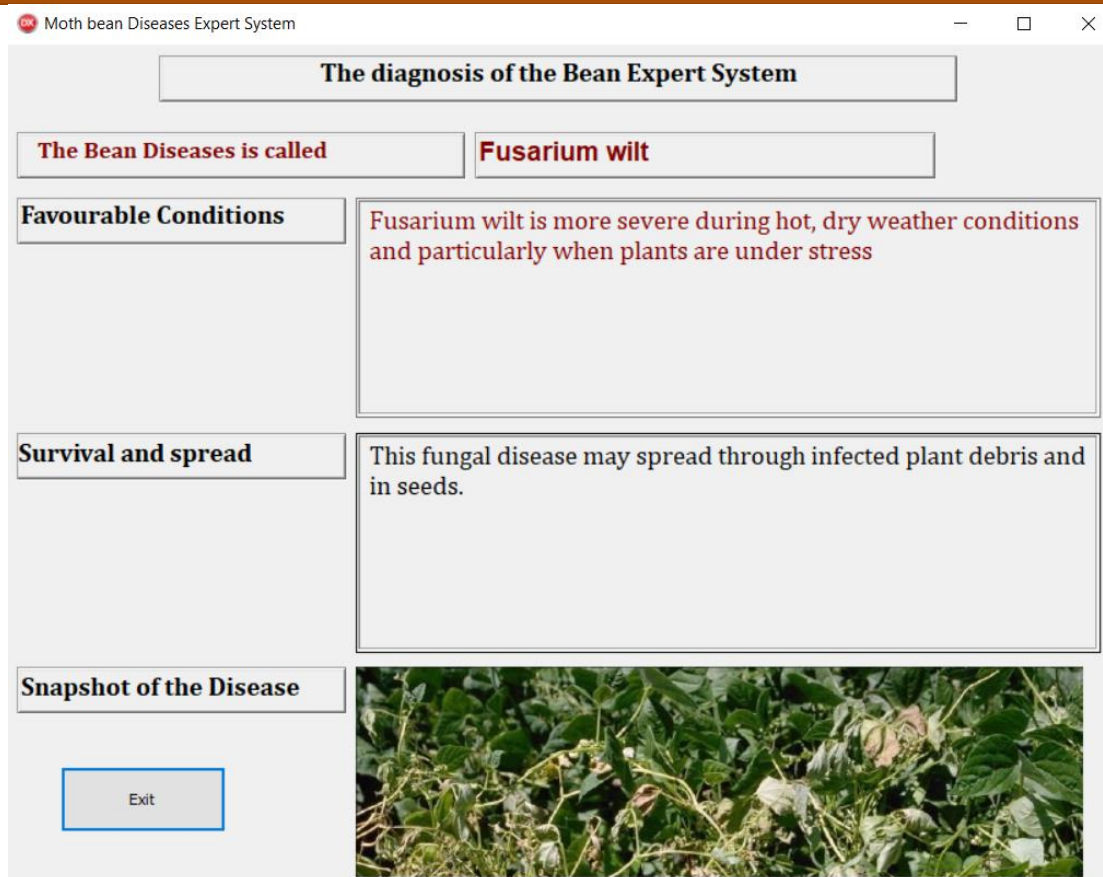 DX Moth bean Diseases Expert System
The diagnosis of the Bean Expert System
The Bean Diseases is called
Fusarium wilt
Favourable Conditions
Fusarium wilt is more severe during hot, dry weather conditions
and particularly when plants are under stress
Survival and spread
This fungal disease may spread through infected plant debris and
in seeds.
Snapshot of the Disease
Exit